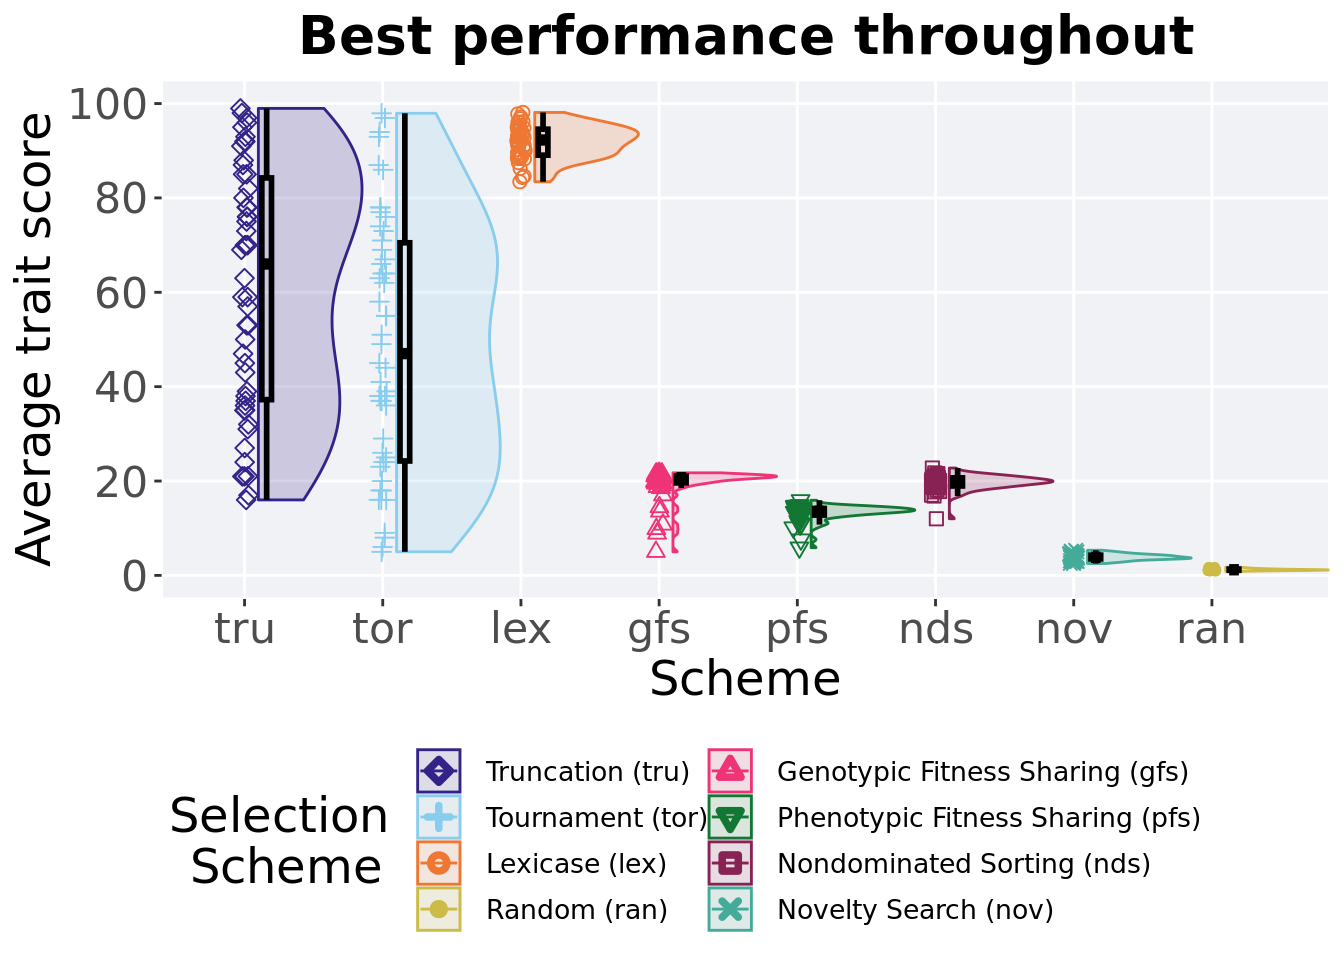 Best performance throughout
Average trait score
100
80
60
40
20
0
tru tor lex gfs pfs nds nov ran
Scheme
Selection
Scheme
Truncation (tru)
Tournament (tor)
Lexicase (lex)
Random (ran)
Genotypic Fitness Sharing (gfs)
Phenotypic Fitness Sharing (pfs)
Nondominated Sorting (nds)
Novelty Search (nov)